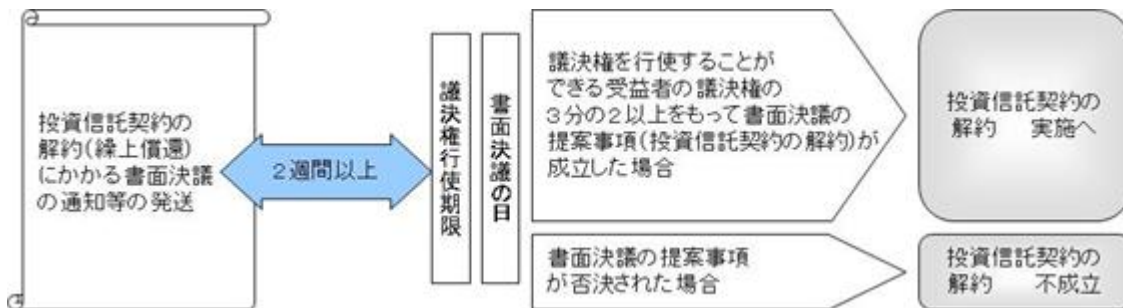 投資信託契約の
解約(繰上償還)
にかかる書面決議
の通知等の発送
2週間以上
議決権行使期限
書面決議の日
議決権を行使することが
できる受益者の議決権の
3分の2以上をもって書面決議の
提案事項(投資信託契約の解約)が
成立した場合
投資信託契約の
解約　実施へ
書面決議の提案事項
が否決された場合
投資信託契約の
解約　不成立